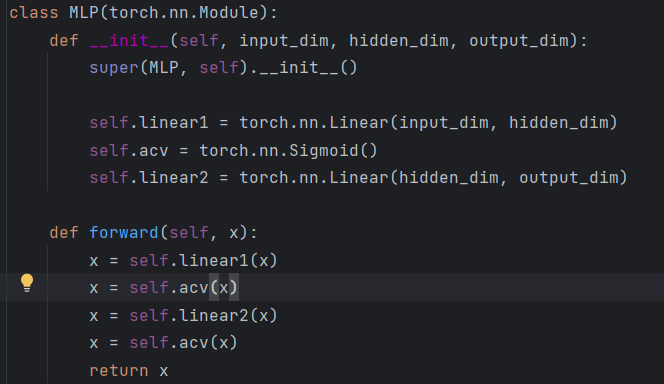 class MLP(torch.nn.Module):
    def __init__(self, input_dim, hidden_dim, output_dim):
        super(MLP, self).__init__()

        self.linear1 = torch.nn.Linear(input_dim, hidden_dim)
        self.acv = torch.nn.Sigmoid()
        self.linear2 = torch.nn.Linear(hidden_dim, output_dim)

    def forward(self, x):
        x = self.linear1(x)
        x = self.acv(x)
        x = self.linear2(x)
        x = self.acv(x)
        return x